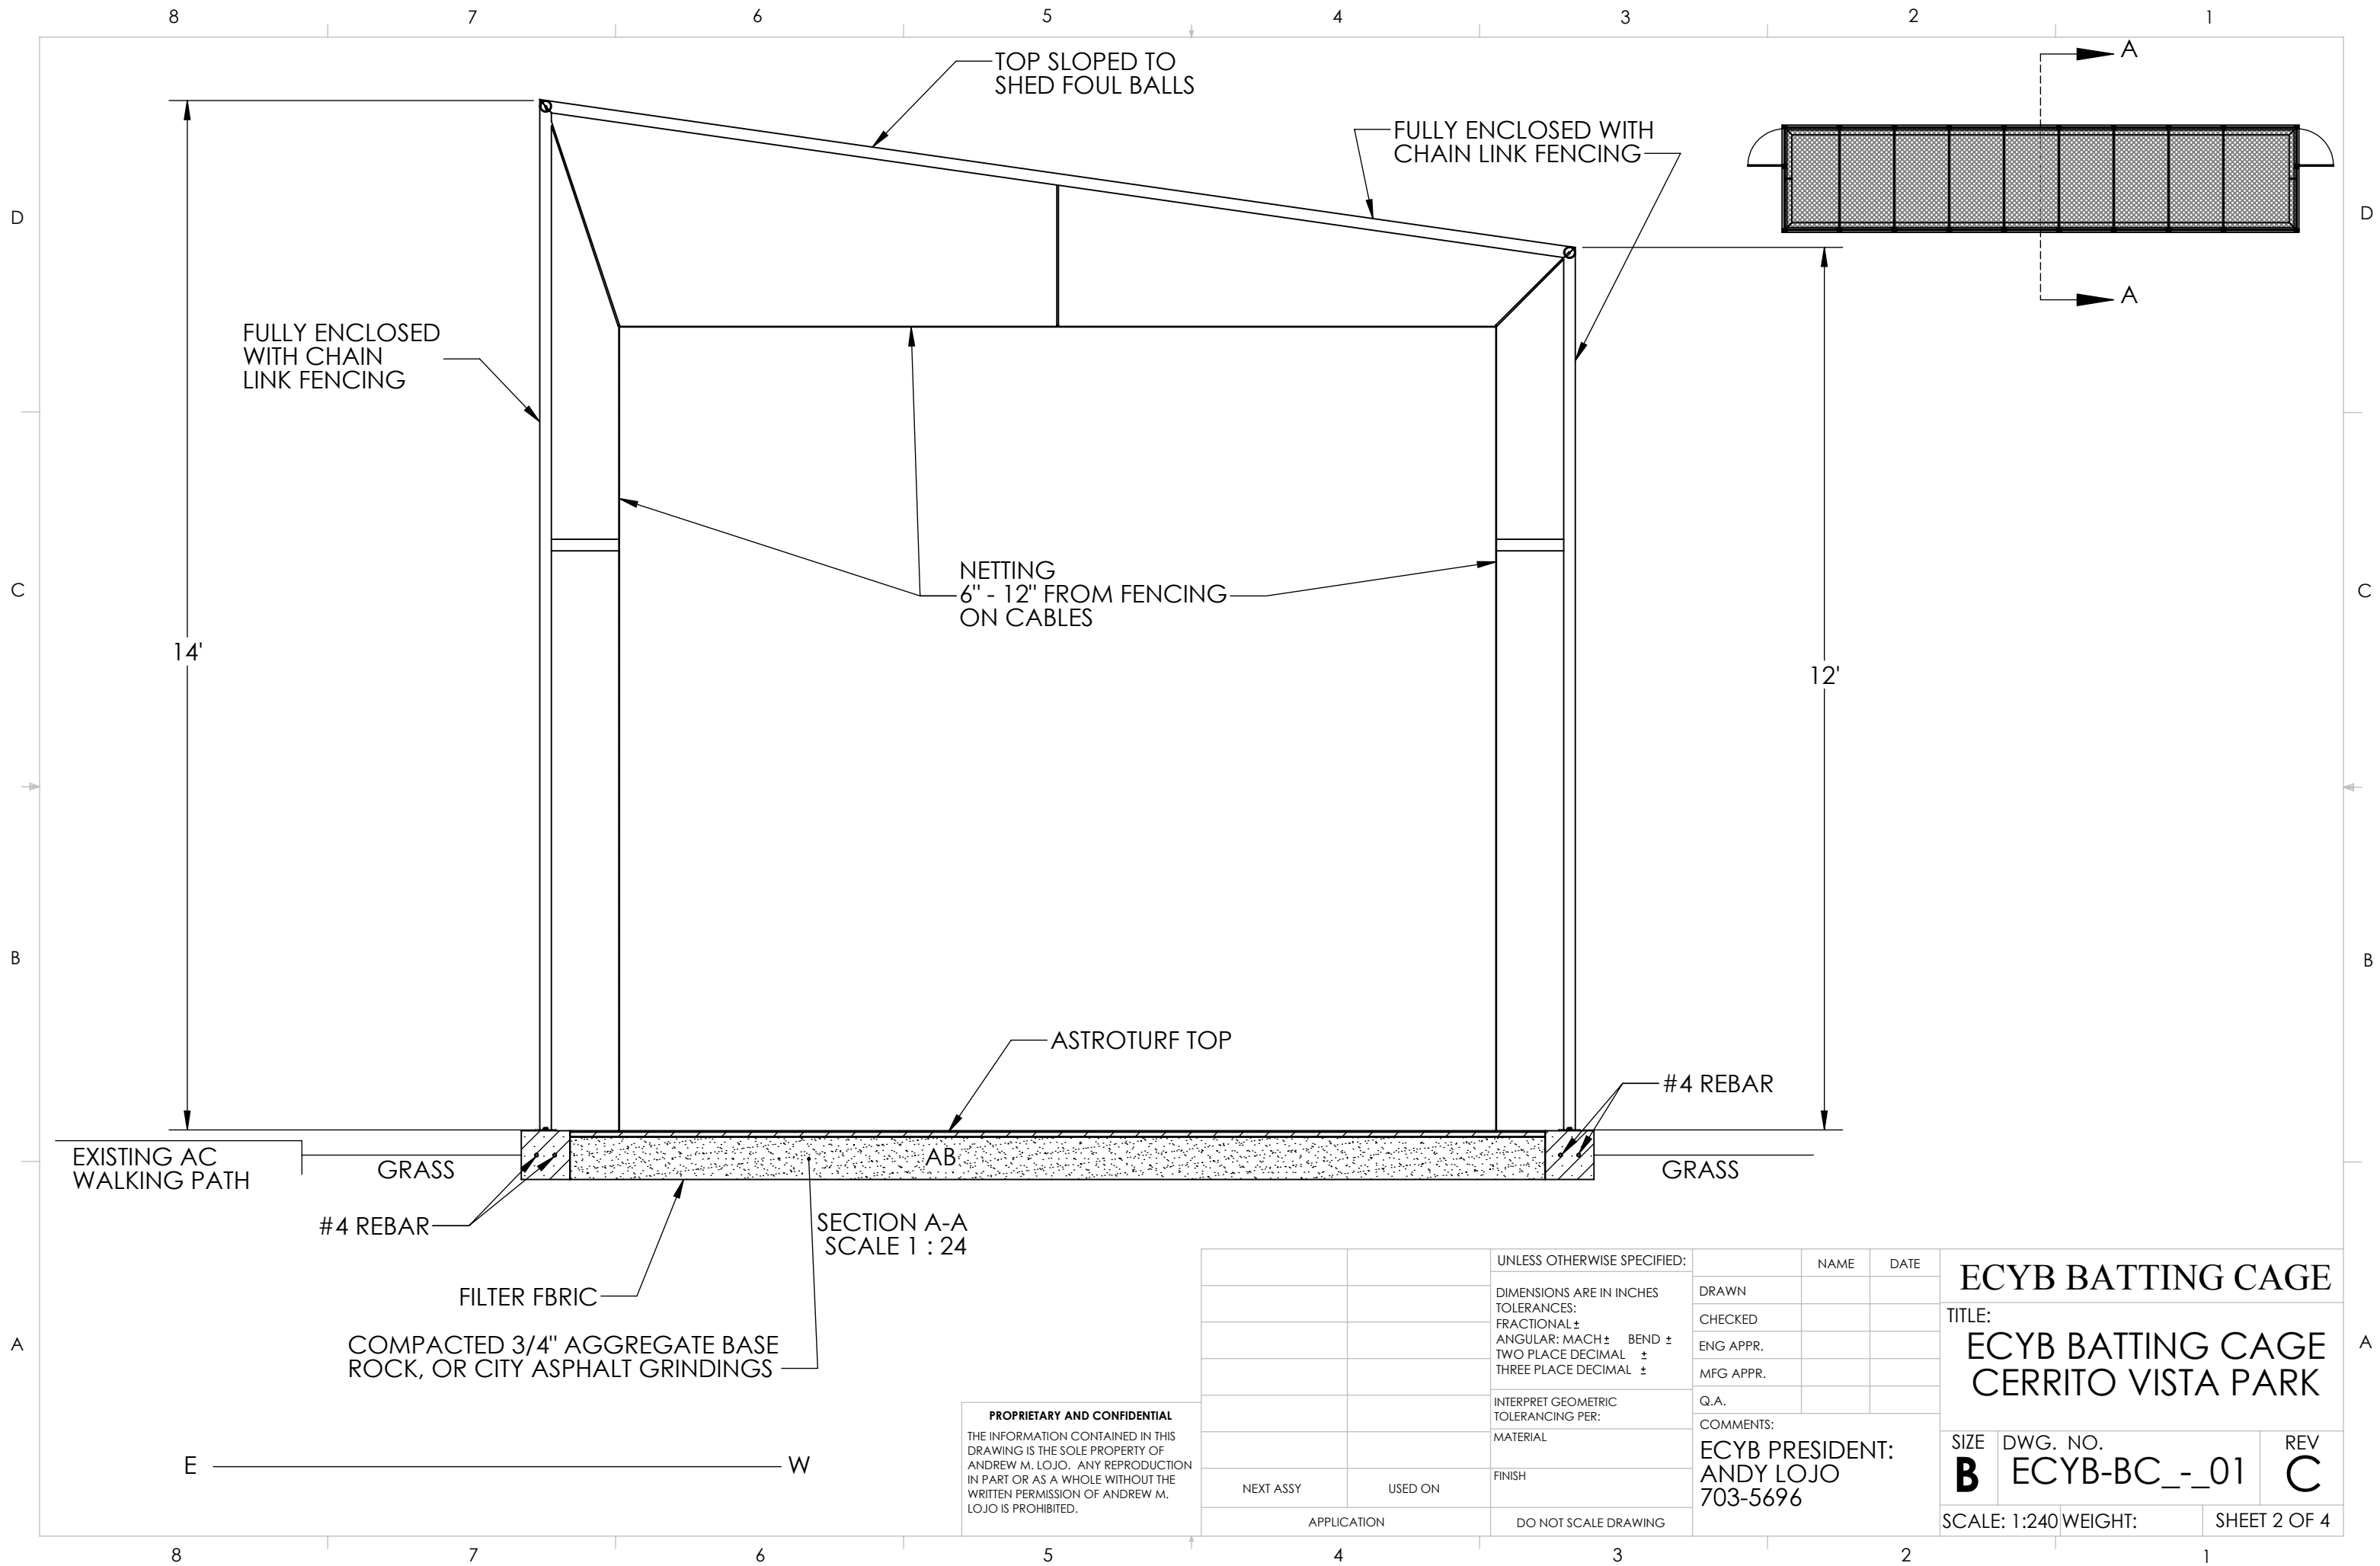 8 7 6 5 4 3 2 1
D
C
B
A
D
C
B
A
TOP SLOPED TO
SHED FOUL BALLS
FULLY ENCLOSED WITH
CHAIN LINK FENCING
A
A
FULLY ENCLOSED
WITH CHAIN
LINK FENCING
NETTING
6" - 12" FROM FENCING
ON CABLES
14'
12'
ASTROTURF TOP
#4 REBAR
EXISTING AC
WALKING PATH
GRASS
AB
GRASS
#4 REBAR
SECTION A-A
SCALE 1 : 24
FILTER FBRIC
COMPACTED 3/4" AGGREGATE BASE
ROCK, OR CITY ASPHALT GRINDINGS
E
W
PROPRIETARY AND CONFIDENTIAL
THE INFORMATION CONTAINED IN THIS
DRAWING IS THE SOLE PROPERTY OF
ANDREW M. LOJO. ANY REPRODUCTION
IN PART OR AS A WHOLE WITHOUT THE
WRITTEN PERMISSION OF ANDREW M.
LOJO IS PROHIBITED.
NEXT ASSY
USED ON
APPLICATION
UNLESS OTHERWISE SPECIFIED:
DIMENSIONS ARE IN INCHES
TOLERANCES:
FRACTIONAL ±
ANGULAR: MACH ± BEND ±
TWO PLACE DECIMAL ±
THREE PLACE DECIMAL ±
INTERPRET GEOMETRIC
TOLERANCING PER:
MATERIAL
FINISH
DO NOT SCALE DRAWING
NAME
DATE
DRAWN
CHECKED
ENG APPR.
MFG APPR.
Q.A.
COMMENTS:
ECYB PRESIDENT:
ANDY LOJO
703-5696
ECYB BATTING CAGE
TITLE:
ECYB BATTING CAGE
CERRITO VISTA PARK
SIZE
B
DWG. NO.
ECYB-BC_-_01
REV
C
SCALE: 1:240
WEIGHT:
SHEET 2 OF 4
8 7 6 5 4 3 2 1